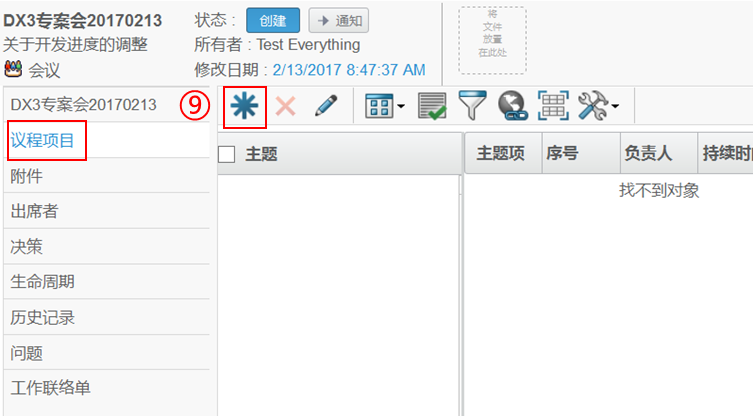 DX3专案会20170213
关于开发进度的调整
会议
状态 : 创建 通知
所有者 : Test Everything
修改日期 : 2/13/2017 8:47:37 AM
将
文件
放置
在此处
DX3专案会20170213
⑨
议程项目
附件
出席者
决策
生命周期
历史记录
问题
工作联络单
主题
主题项 序号 负责人 持续时
找不到对象